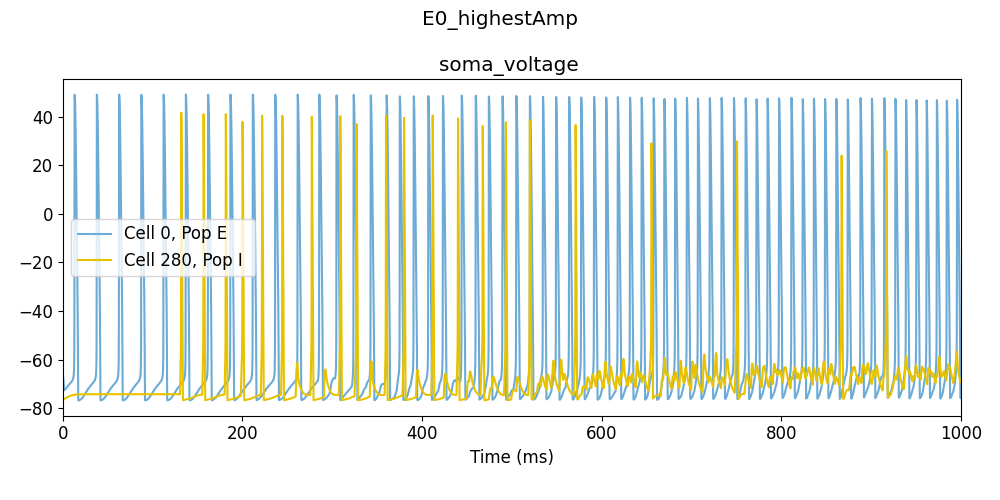 E0_highestAmp
soma_voltage
40
20
0
−20
−40
−60
−80
Cell 0, Pop E
Cell 280, Pop I
0 200 400 600 800 1000
Time (ms)